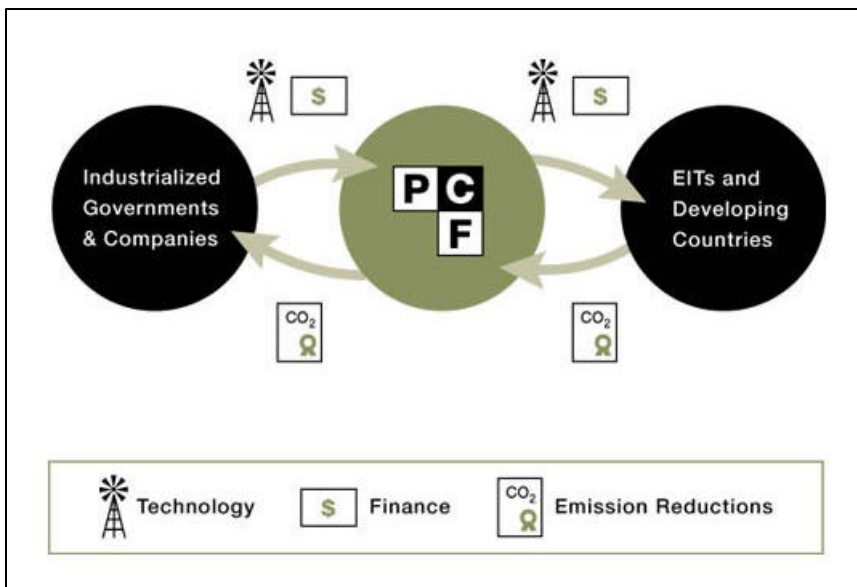 $
$
Industrialized
Governments
& Companies
P C
F
EITs and
Developing
Countries
CO₂
CO₂
Technology
$
Finance
CO₂
Emission Reductions